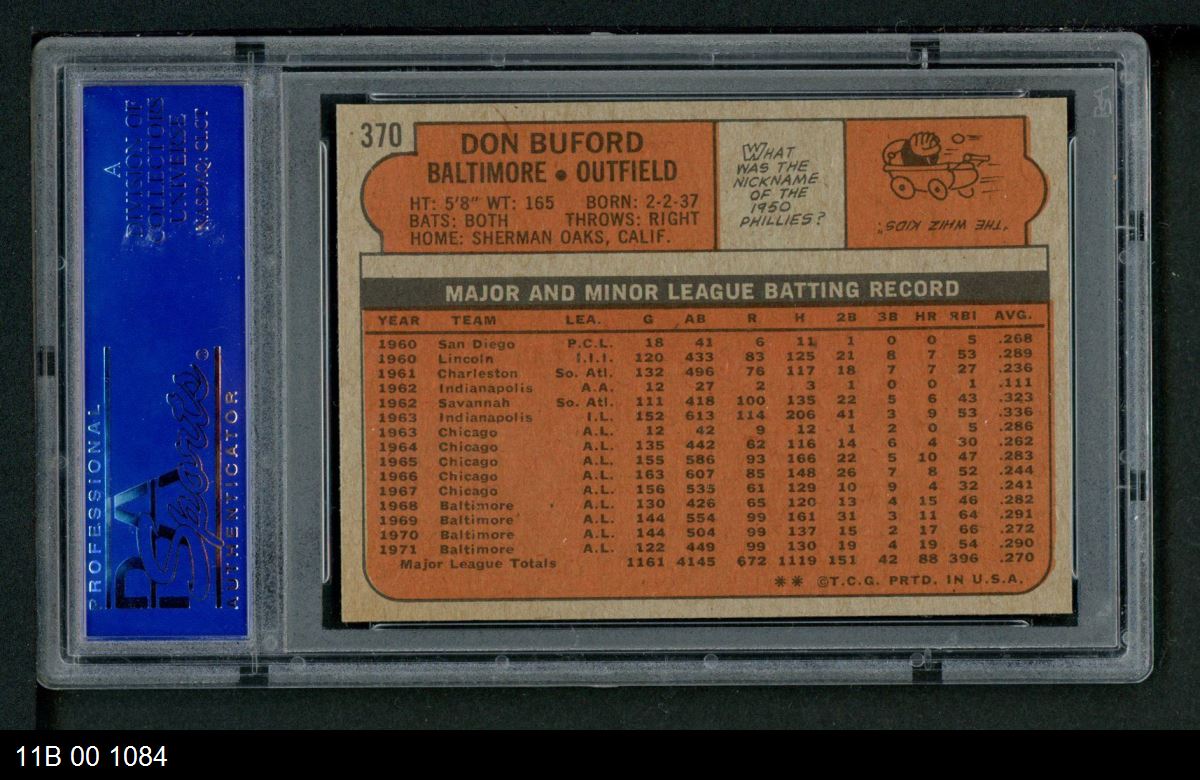 A
DIVISION OF
COLLECTORS
UNIVERSE
NASDAQ: CLCT
PROFESSIONAL
PSA
Sports
AUTHENTICATOR
370
DON BUFORD
BALTIMORE • OUTFIELD
HT: 5'8" WT: 165 BORN: 2-2-37
BATS: BOTH THROWS: RIGHT
HOME: SHERMAN OAKS, CALIF.
WHAT
WAS THE
NICKNAME
OF THE
1950
PHILLIES?
"THE WHIZ KIDS"
MAJOR AND MINOR LEAGUE BATTING RECORD
YEAR TEAM LEA. G AB R H 2B 3B HR RBI AVG.
1960 San Diego P.C.L. 18 41 6 11 1 0 0 5 .268
1960 Lincoln I.I.I. 120 433 83 125 21 8 7 53 .289
1961 Charleston So. Atl. 132 496 76 117 18 7 7 27 .236
1962 Indianapolis A.A. 12 27 2 3 1 0 0 1 .111
1962 Savannah So. Atl. 111 418 100 135 22 5 6 43 .323
1963 Indianapolis I.L. 152 613 114 206 41 3 9 53 .336
1963 Chicago A.L. 12 42 9 12 1 2 0 5 .286
1964 Chicago A.L. 135 442 62 116 14 6 4 30 .262
1965 Chicago A.L. 155 586 93 166 22 5 10 47 .283
1966 Chicago A.L. 163 607 85 148 26 7 8 52 .244
1967 Chicago A.L. 156 535 61 129 10 9 4 32 .241
1968 Baltimore A.L. 130 426 65 120 13 4 15 46 .282
1969 Baltimore A.L. 144 554 99 161 31 3 11 64 .291
1970 Baltimore A.L. 144 504 99 137 15 2 17 66 .272
1971 Baltimore A.L. 122 449 99 130 19 4 19 54 .290
Major League Totals 1161 4145 672 1119 151 42 88 396 .270
** ©T.C.G. PRTD. IN U.S.A.
PSA
11B 00 1084